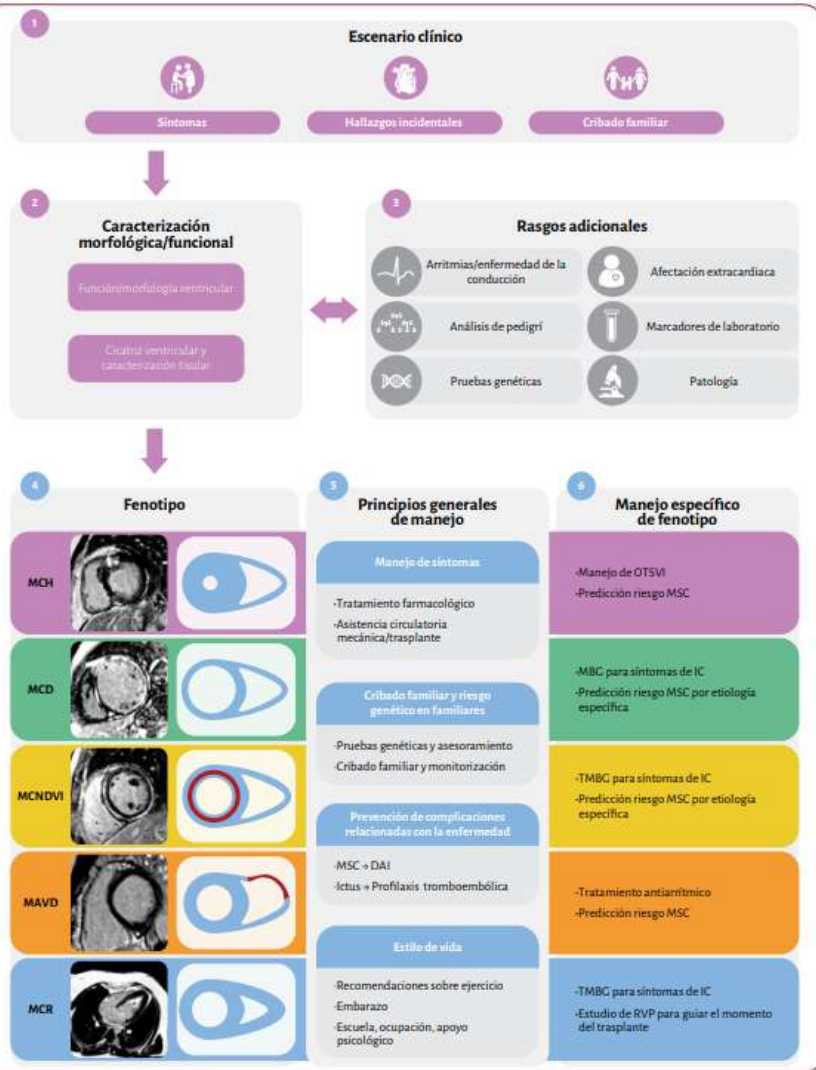 1
Escenario clínico
Síntomas
Hallazgos incidentales
Cribado familiar
2
Caracterización
morfológica/funcional
Función/morfología ventricular
Cicatriz ventricular y
caracterización tisular
3
Rasgos adicionales
Arritmias/enfermedad de la
conducción
Afectación extracardiaca
Análisis de pedigrí
Marcadores de laboratorio
Pruebas genéticas
Patología
4
Fenotipo
MCH
MCD
MCNDVI
MAVD
MCR
5
Principios generales
de manejo
Manejo de síntomas
·Tratamiento farmacológico
·Asistencia circulatoria
mecánica/trasplante
Cribado familiar y riesgo
genético en familiares
·Pruebas genéticas y asesoramiento
·Cribado familiar y monitorización
Prevención de complicaciones
relacionadas con la enfermedad
·MSC → DAI
·Ictus → Profilaxis tromboembólica
Estilo de vida
·Recomendaciones sobre ejercicio
·Embarazo
·Escuela, ocupación, apoyo
psicológico
6
Manejo específico
de fenotipo
·Manejo de OTSVI
·Predicción riesgo MSC
·MBG para síntomas de IC
·Predicción riesgo MSC por etiología
específica
·TMBG para síntomas de IC
·Predicción riesgo MSC por etiología
específica
·Tratamiento antiarrítmico
·Predicción riesgo MSC
·TMBG para síntomas de IC
·Estudio de RVP para guiar el momento
del trasplante